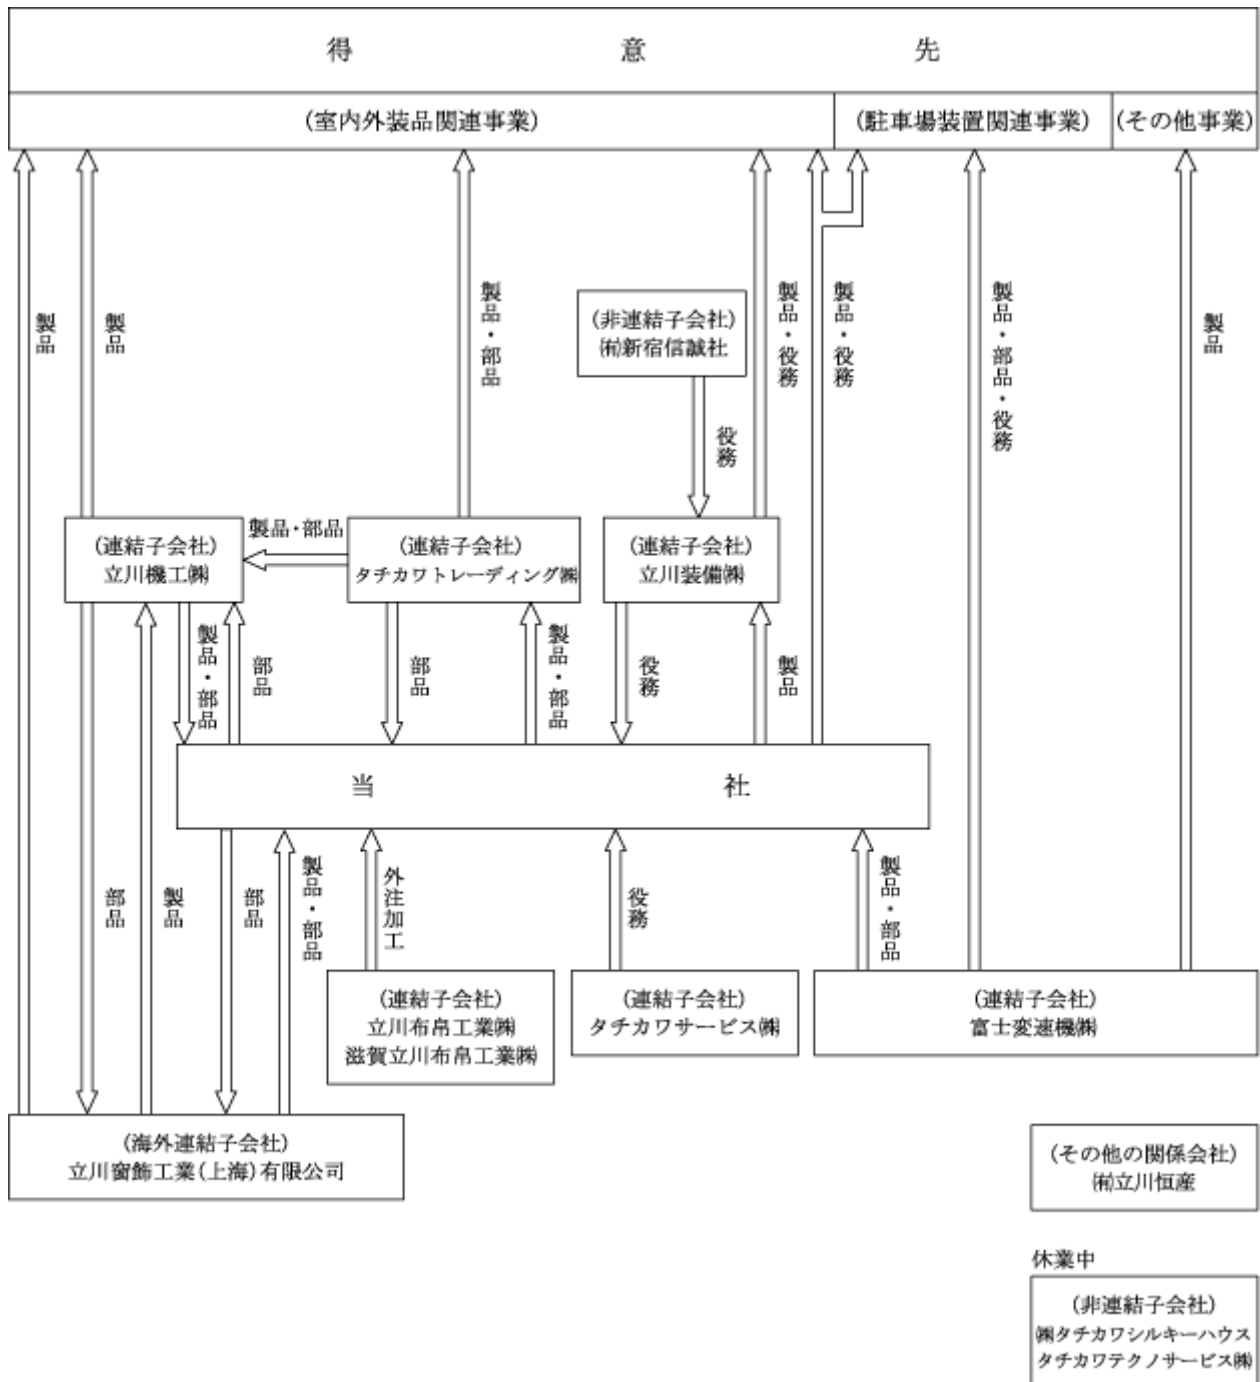 得意先
(室内外装品関連事業)
(駐車場装置関連事業)
(その他事業)
製品
製品
製品・部品
(非連結子会社)
㈲新宿信誠社
製品・役務
製品・役務
製品・部品・役務
製品
役務
(連結子会社)
立川機工㈱
製品・部品
(連結子会社)
タチカワトレーディング㈱
(連結子会社)
立川装備㈱
製品・部品
部品
部品
製品・部品
役務
製品
当社
部品
製品
部品
製品・部品
外注加工
役務
製品・部品
(連結子会社)
立川布帛工業㈱
滋賀立川布帛工業㈱
(連結子会社)
タチカワサービス㈱
(連結子会社)
富士変速機㈱
(海外連結子会社)
立川窗飾工業(上海)有限公司
(その他の関係会社)
㈲立川恒産
休業中
(非連結子会社)
㈱タチカワシルキーハウス
タチカワテクノサービス㈱